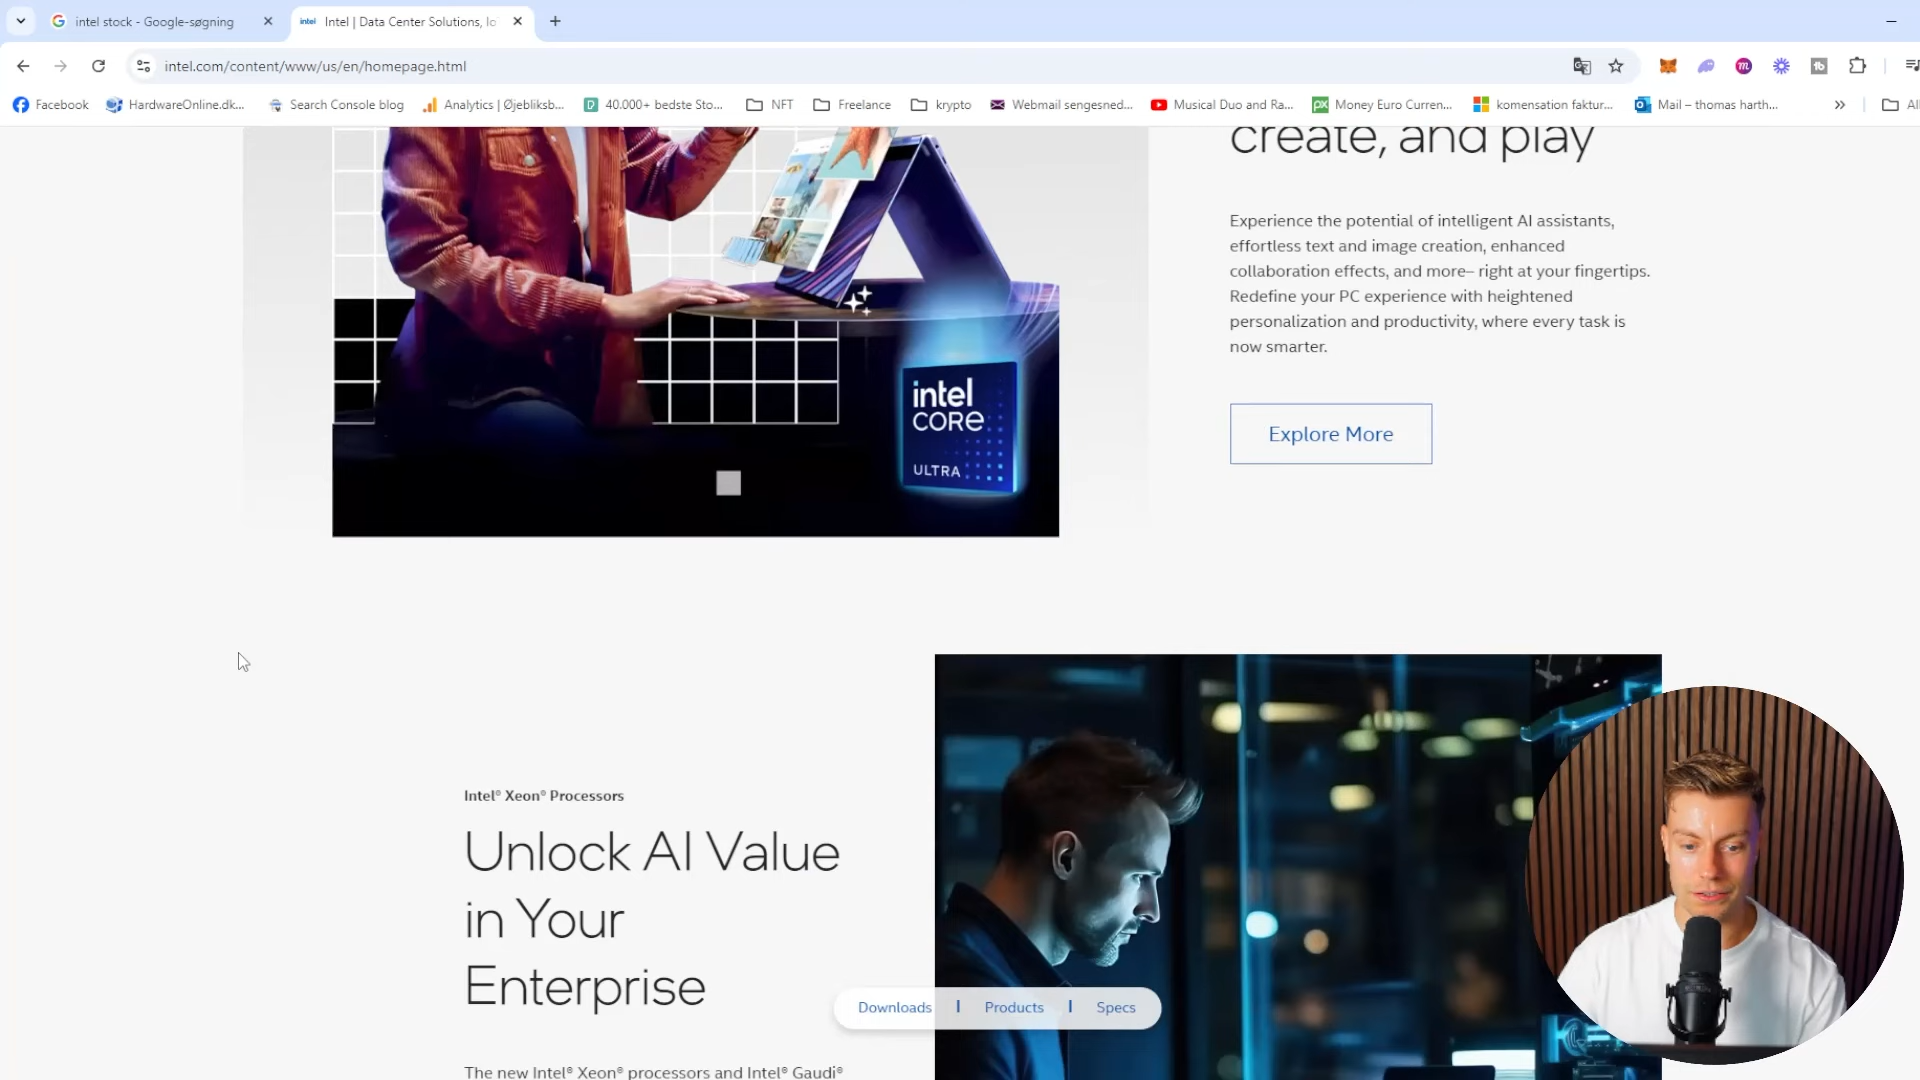 intel stock - Google-søgning
intel
Intel | Data Center Solutions, Io
intel.com/content/www/us/en/homepage.html
Facebook
HardwareOnline.dk...
Search Console blog
Analytics | Øjebliksb...
40.000+ bedste Sto...
NFT
Freelance
krypto
Webmail sengesned...
Musical Duo and Ra...
Money Euro Curren...
komensation faktur...
Mail – thomas harth...
»
Al
create, and play
Experience the potential of intelligent AI assistants,
effortless text and image creation, enhanced
collaboration effects, and more– right at your fingertips.
Redefine your PC experience with heightened
personalization and productivity, where every task is
now smarter.
Explore More
intel
CORE
ULTRA
Intel® Xeon® Processors
Unlock AI Value
in Your
Enterprise
The new Intel® Xeon® processors and Intel® Gaudi®
Downloads | Products | Specs